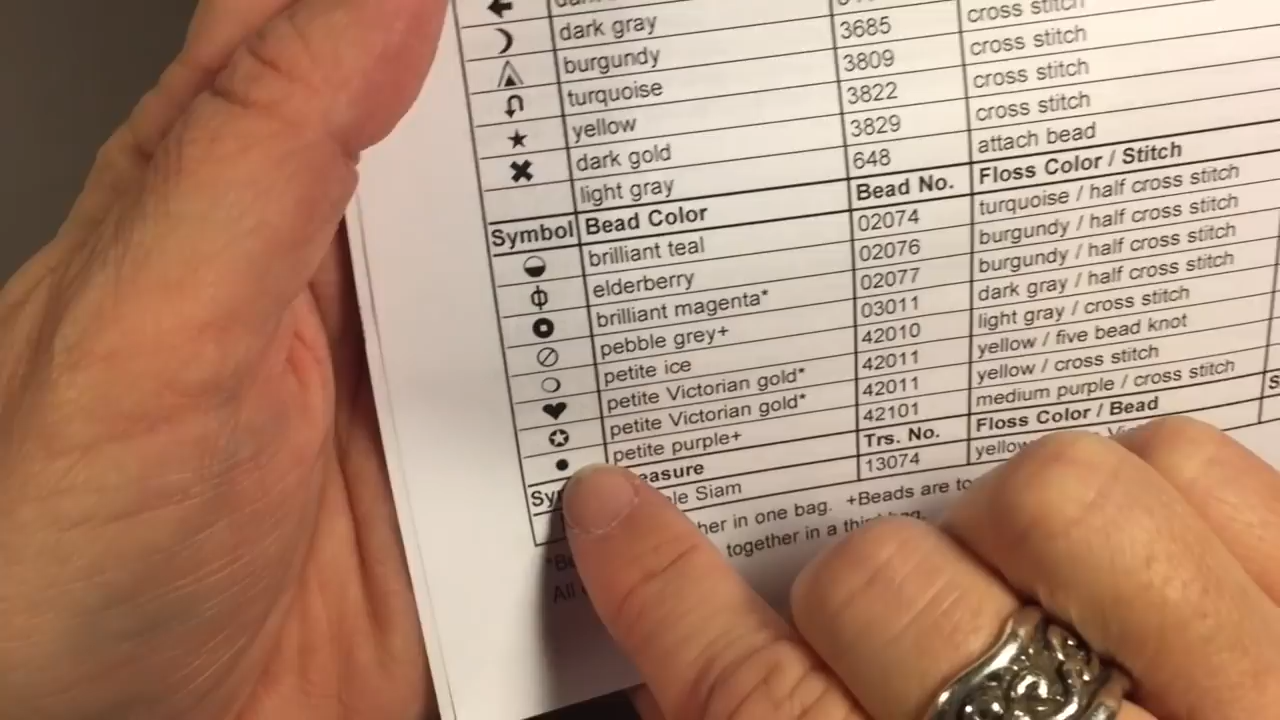 dark gray
burgundy 3685 cross stitch
turquoise 3809 cross stitch
yellow 3822 cross stitch
dark gold 3829 cross stitch
light gray 648 attach bead
Symbol Bead Color Bead No. Floss Color / Stitch
brilliant teal 02074 turquoise / half cross stitch
elderberry 02076 burgundy / half cross stitch
brilliant magenta* 02077 burgundy / half cross stitch
pebble grey+ 03011 dark gray / half cross stitch
petite ice 42010 light gray / cross stitch
petite Victorian gold* 42011 yellow / five bead knot
petite Victorian gold* 42011 yellow / cross stitch
petite purple+ 42101 medium purple / cross stitch
Trs. No. Floss Color / Bead
Siam 13074 yellow
in one bag. +Beads are to
together in a
All